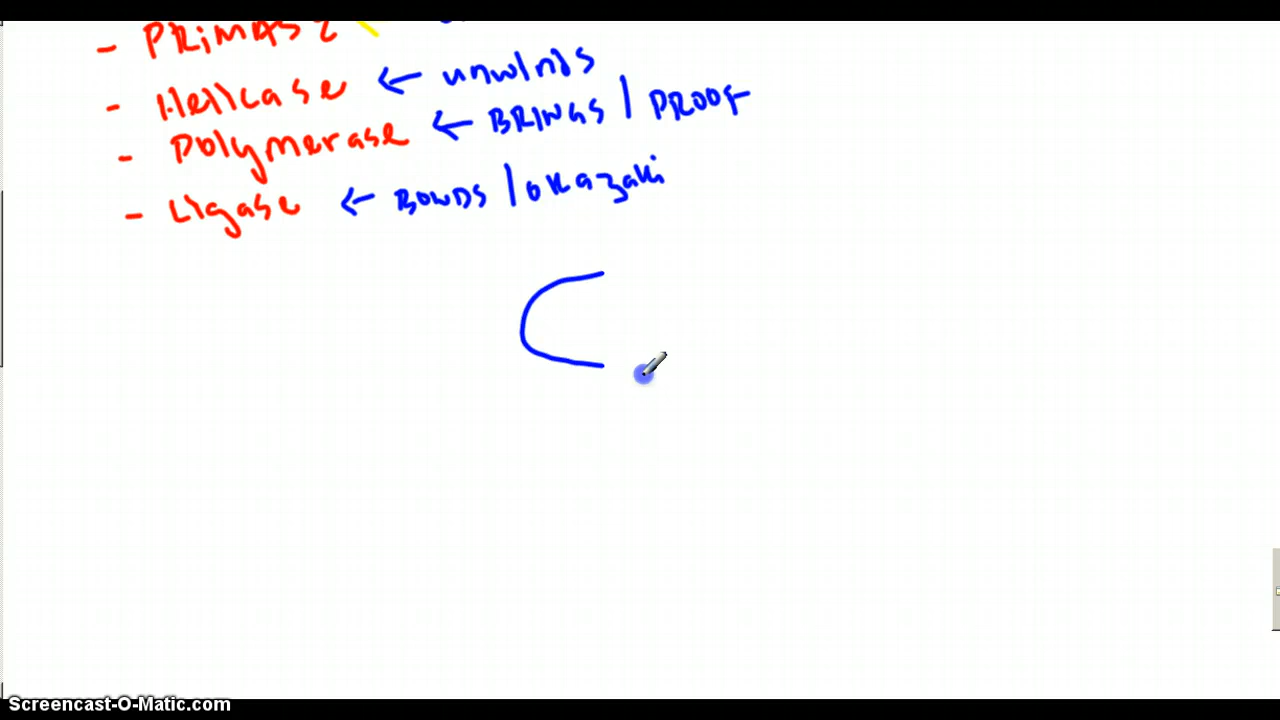 - PRIMASE
- Helicase ← unwinds
- Polymerase ← BRINGS / PROOF
- Ligase ← BONDS / okazaki
Screencast-O-Matic.com